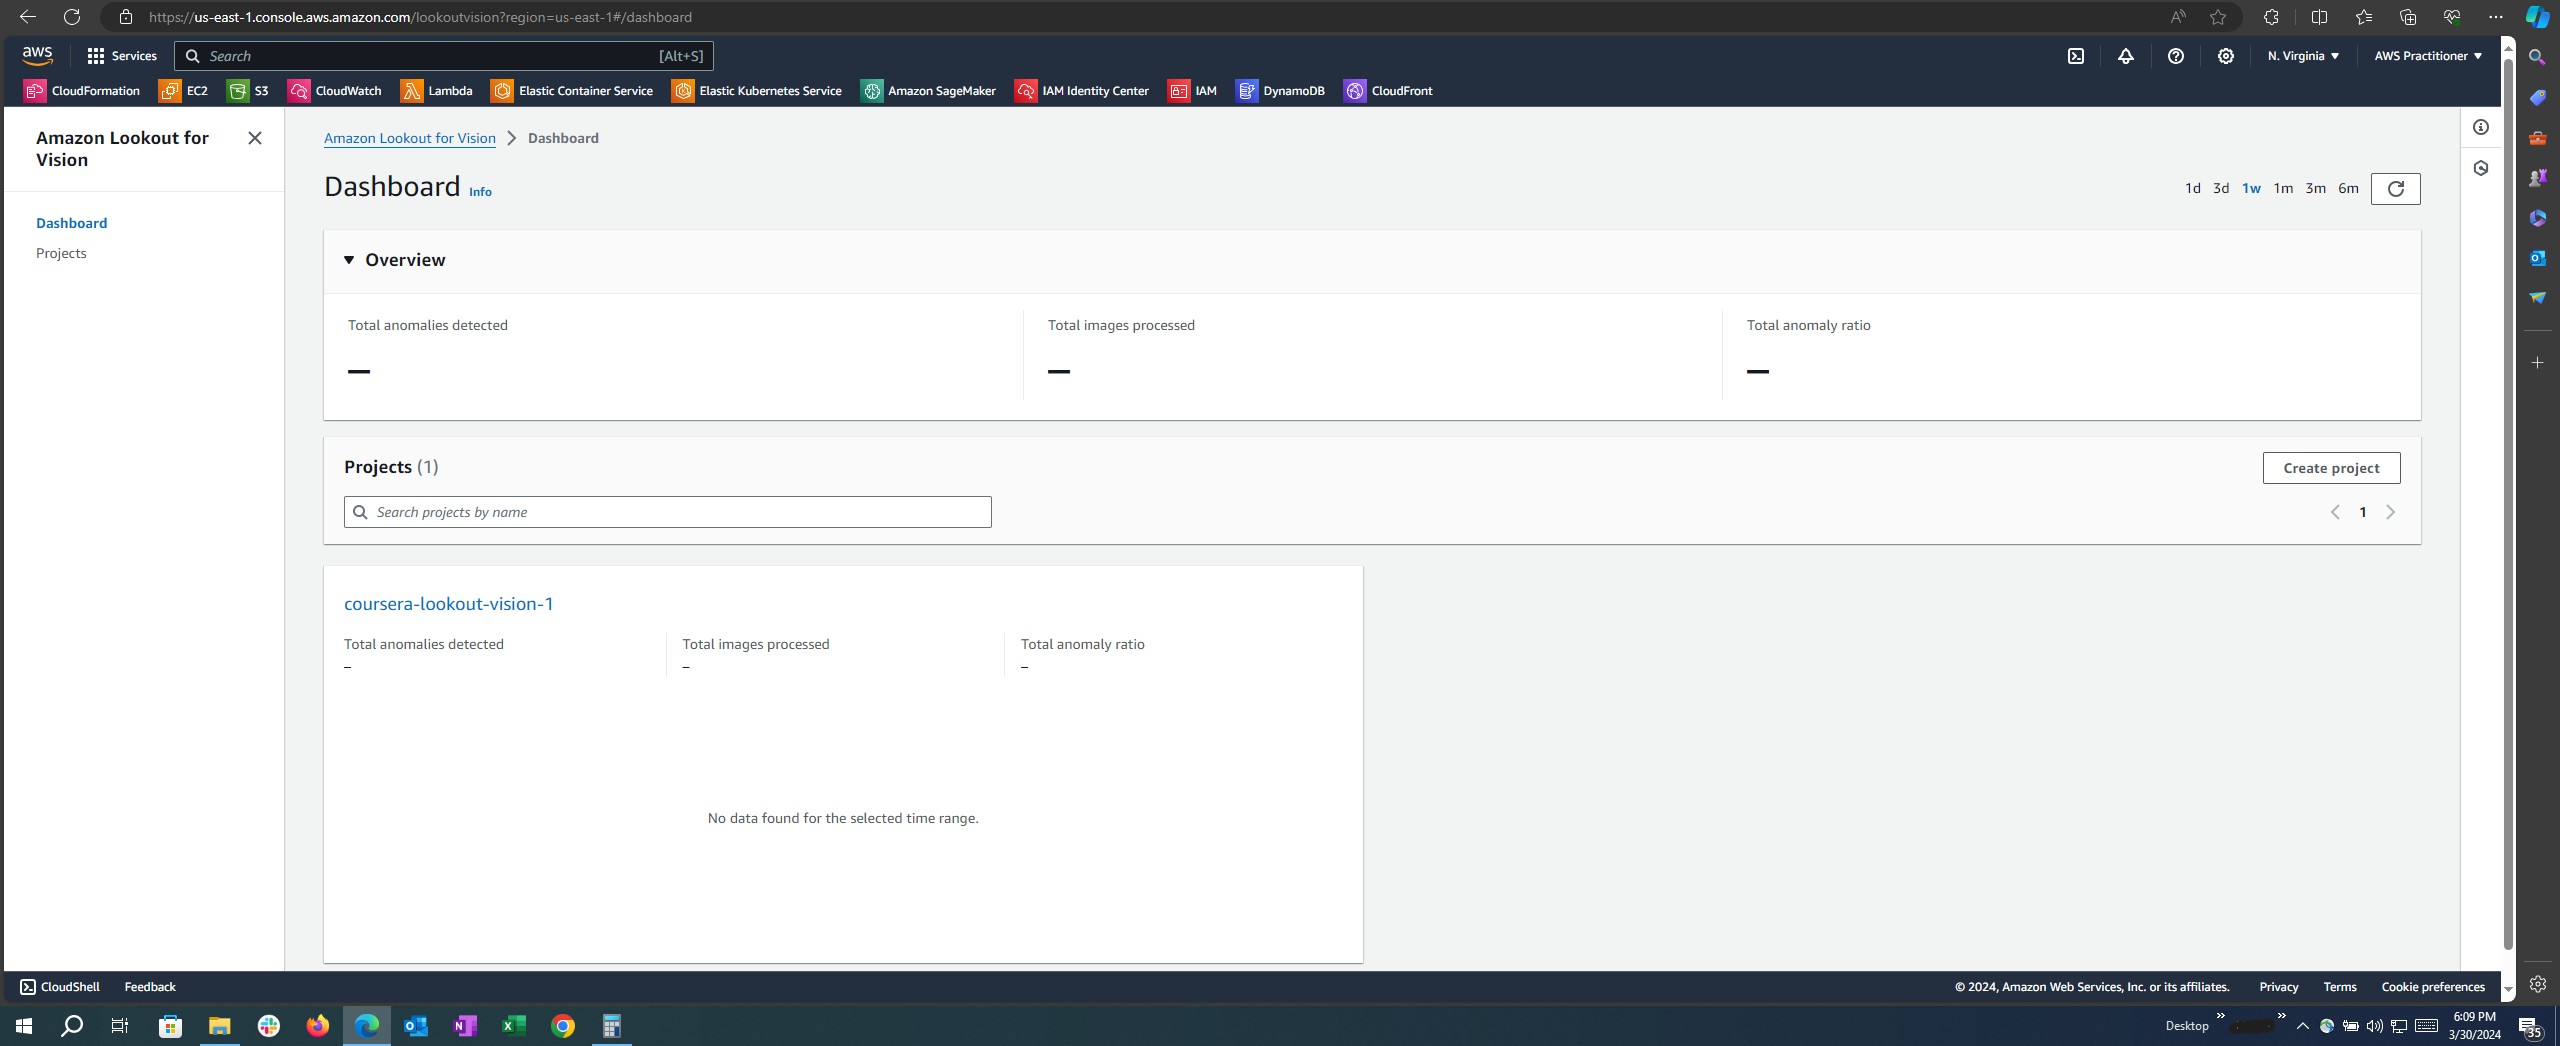 https://us-east-1.console.aws.amazon.com/lookoutvision?region=us-east-1#/dashboard
aws Services Search [Alt+S] N. Virginia ▼ AWS Practitioner ▼
CloudFormation EC2 S3 CloudWatch Lambda Elastic Container Service Elastic Kubernetes Service Amazon SageMaker IAM Identity Center IAM DynamoDB CloudFront
Amazon Lookout for
Vision
Dashboard
Projects
Amazon Lookout for Vision > Dashboard
Dashboard Info
1d 3d 1w 1m 3m 6m
▼ Overview
Total anomalies detected Total images processed Total anomaly ratio
– – –
Projects (1)
Create project
Search projects by name
1
coursera-lookout-vision-1
Total anomalies detected Total images processed Total anomaly ratio
– – –
No data found for the selected time range.
CloudShell Feedback © 2024, Amazon Web Services, Inc. or its affiliates. Privacy Terms Cookie preferences
Desktop
6:09 PM
3/30/2024
35